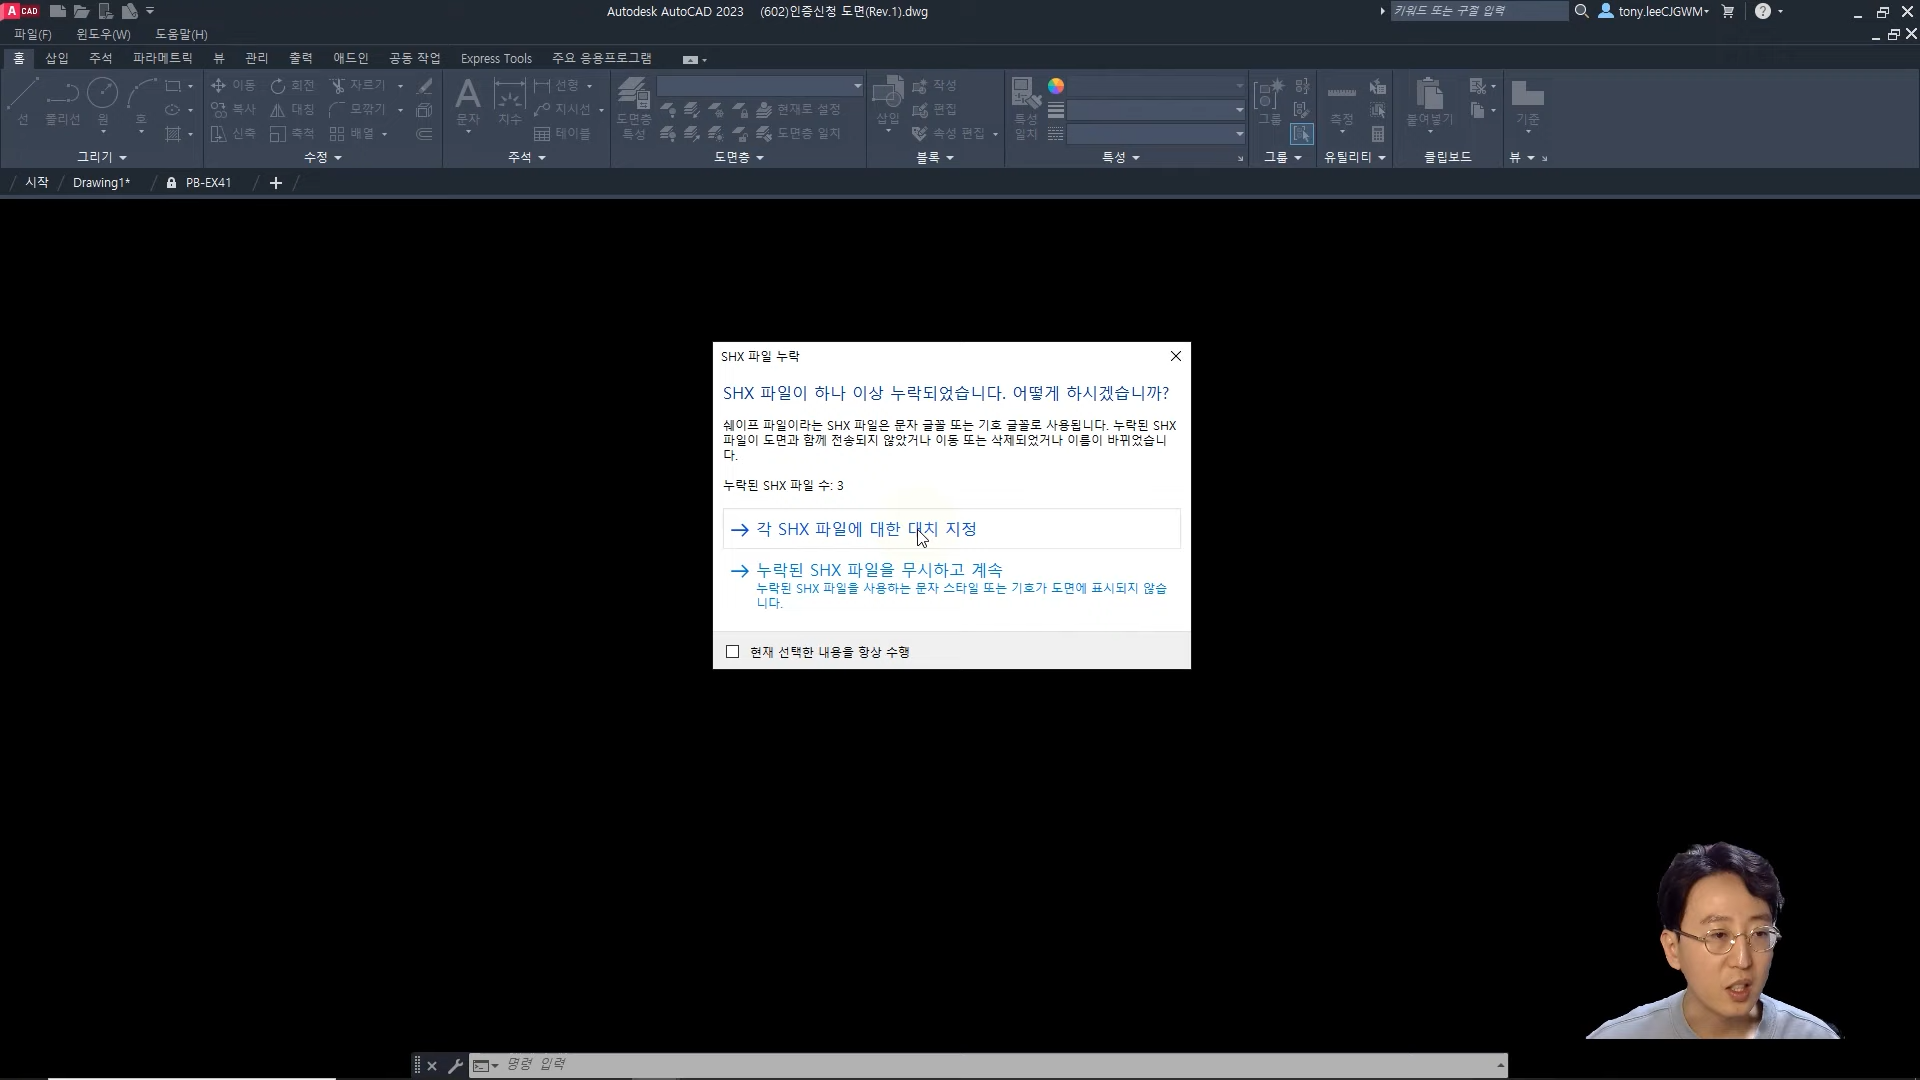 A CAD
Autodesk AutoCAD 2023 (602)인증신청 도면(Rev.1).dwg
키워드 또는 구절 입력
tony.leeCJGWM
파일(F) 윈도우(W) 도움말(H)
홈 삽입 주석 파라메트릭 뷰 관리 출력 애드인 공동 작업 Express Tools 주요 응용프로그램
선 폴리선 원 호
그리기
이동 회전 자르기
복사 대칭 모깎기
신축 축척 배열
수정
문자 치수
선형
지시선
테이블
주석
도면층
특성
현재로 설정
도면층 일치
도면층
삽입
작성
편집
속성 편집
블록
특성
일치
특성
그룹
그룹
측정
유틸리티
붙여넣기
클립보드
기준
뷰
시작 Drawing1* PB-EX41
SHX 파일 누락
SHX 파일이 하나 이상 누락되었습니다. 어떻게 하시겠습니까?
쉐이프 파일이라는 SHX 파일은 문자 글꼴 또는 기호 글꼴로 사용됩니다. 누락된 SHX
파일이 도면과 함께 전송되지 않았거나 이동 또는 삭제되었거나 이름이 바뀌었습니
다.
누락된 SHX 파일 수: 3
각 SHX 파일에 대한 대치 지정
누락된 SHX 파일을 무시하고 계속
누락된 SHX 파일을 사용하는 문자 스타일 또는 기호가 도면에 표시되지 않습
니다.
현재 선택한 내용을 항상 수행
명령 입력